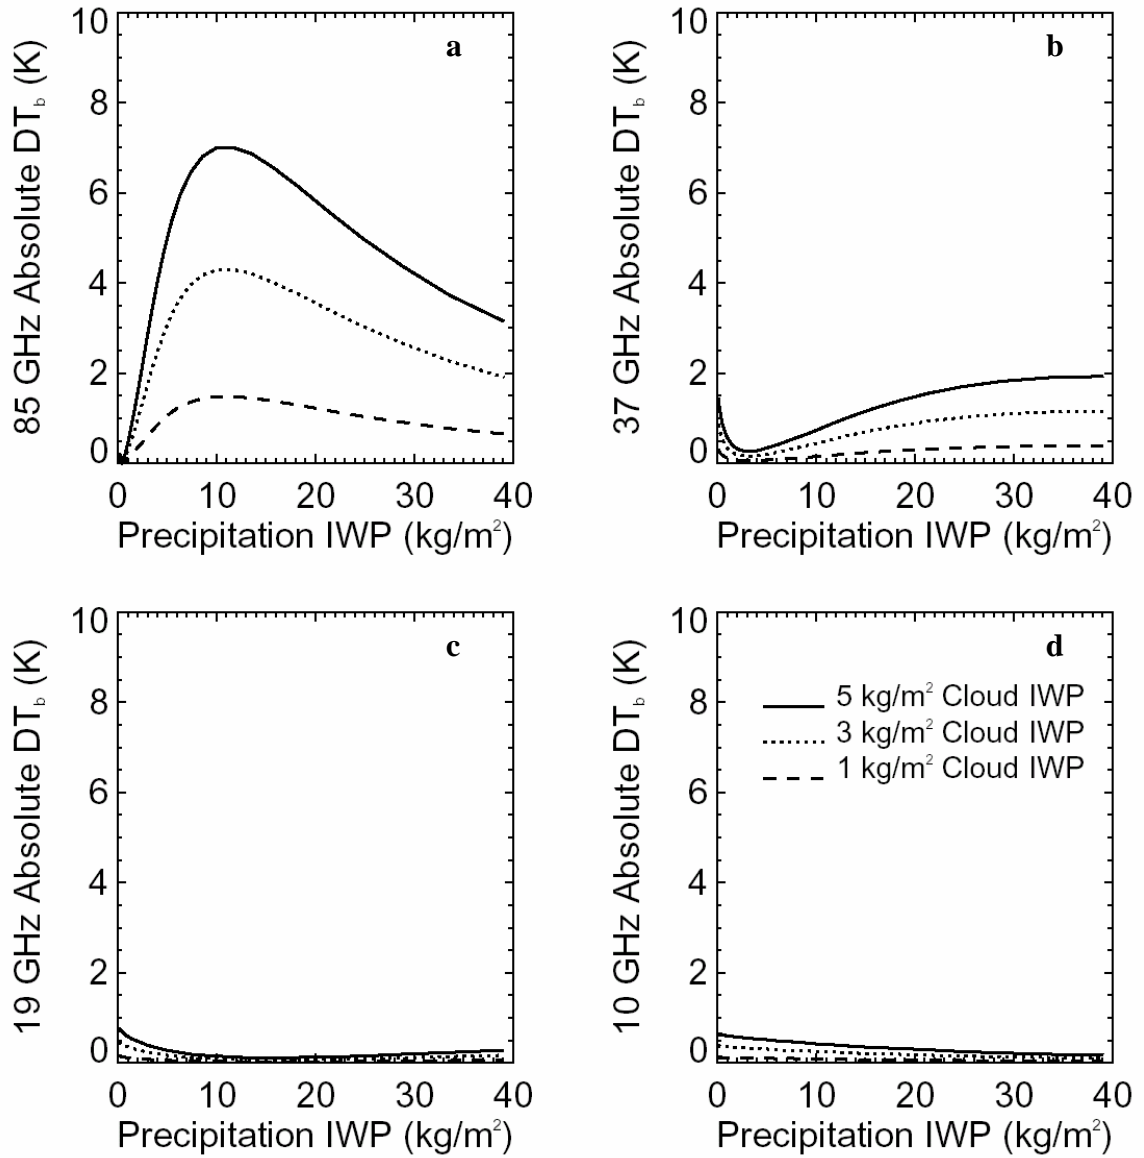 a
85 GHz Absolute DT_b (K)
10
8
6
4
2
0
0 10 20 30 40
Precipitation IWP (kg/m²)
b
37 GHz Absolute DT_b (K)
10
8
6
4
2
0
0 10 20 30 40
Precipitation IWP (kg/m²)
c
19 GHz Absolute DT_b (K)
10
8
6
4
2
0
0 10 20 30 40
Precipitation IWP (kg/m²)
d
10 GHz Absolute DT_b (K)
10
8
6
4
2
0
5 kg/m² Cloud IWP
3 kg/m² Cloud IWP
1 kg/m² Cloud IWP
0 10 20 30 40
Precipitation IWP (kg/m²)